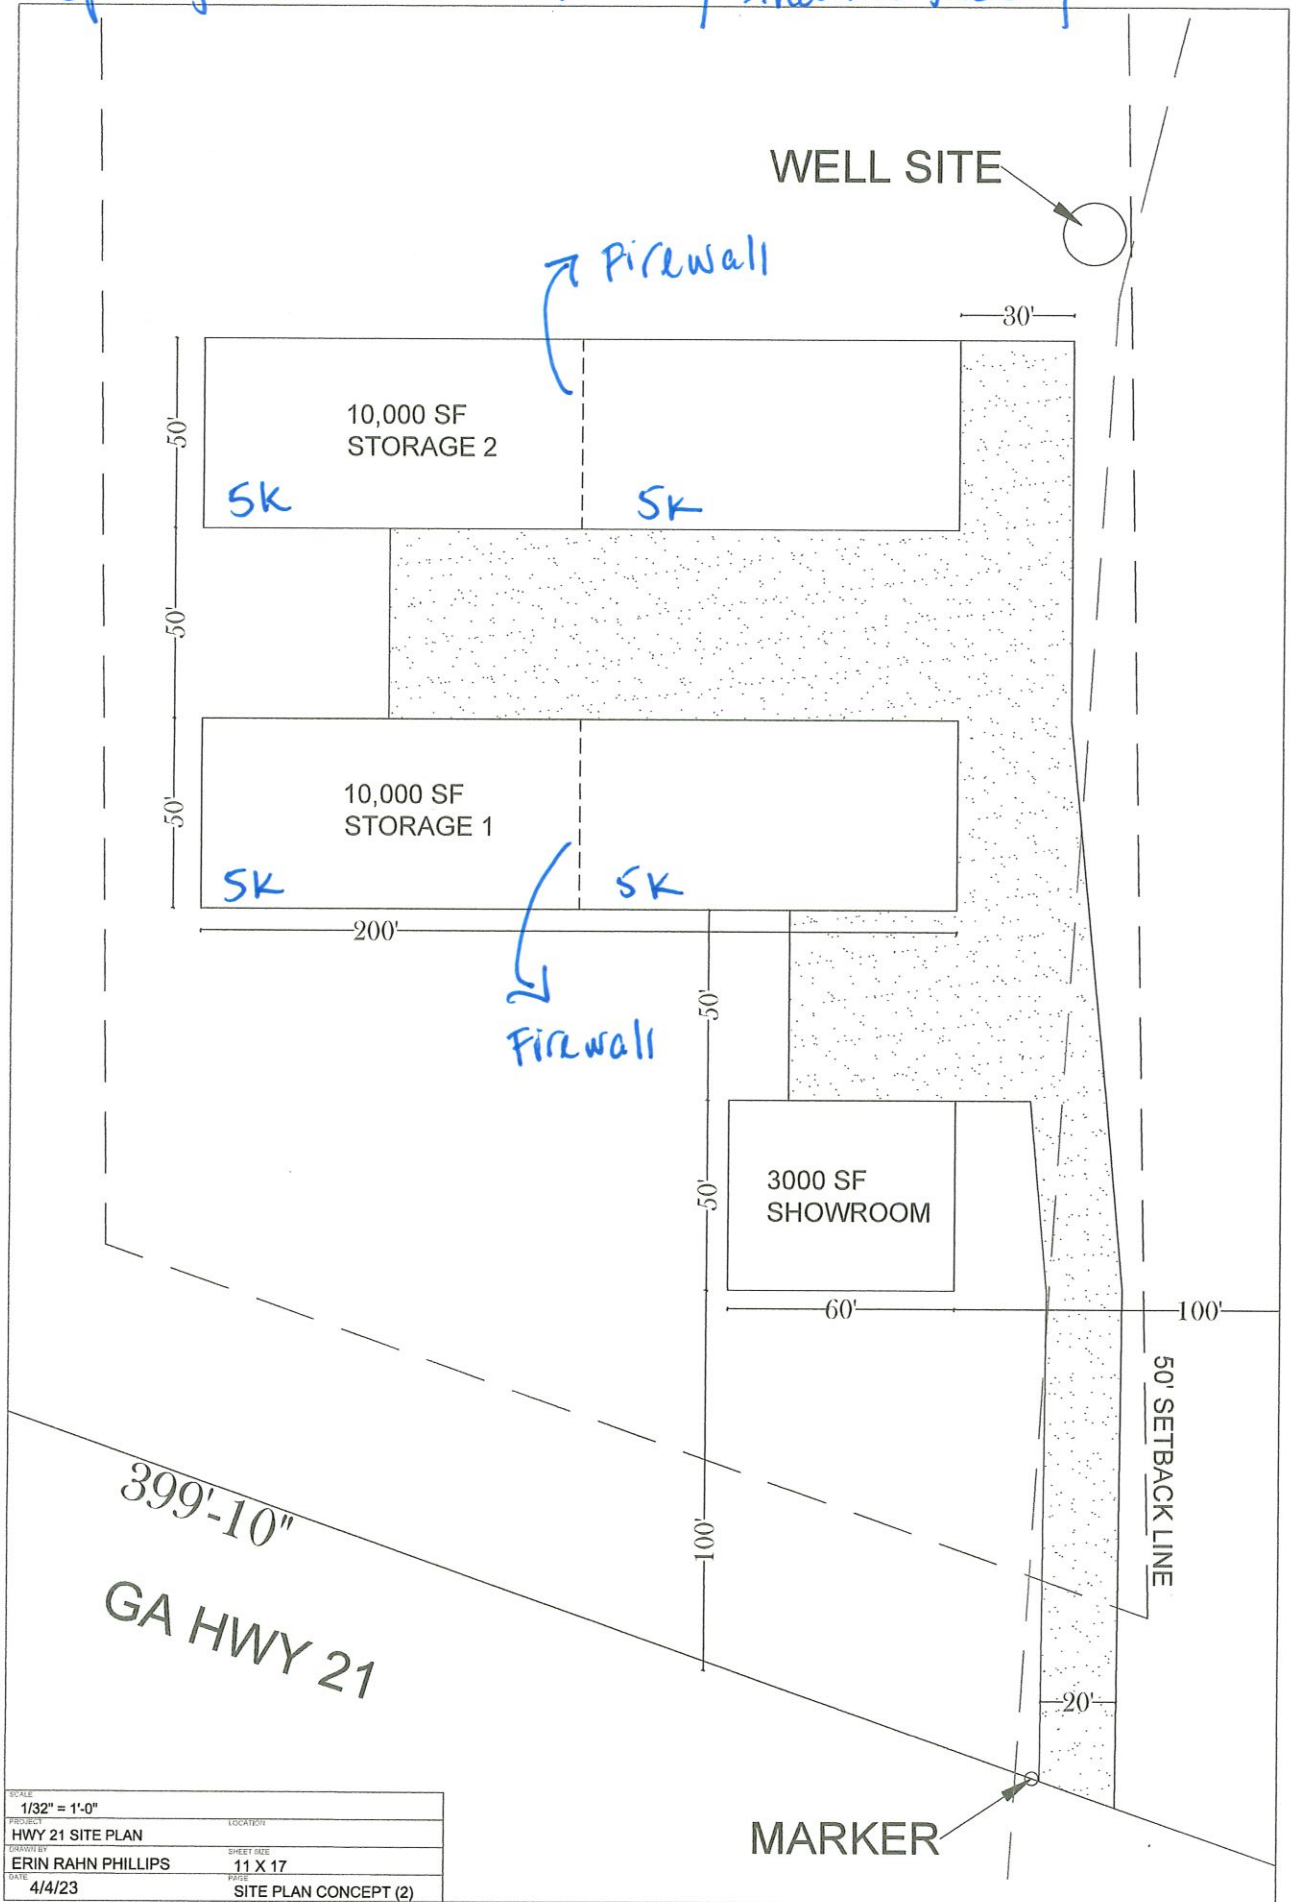 WELL SITE
Firewall
30'
50'
10,000 SF
STORAGE 2
5K
5K
50'
50'
10,000 SF
STORAGE 1
5K
5K
200'
50'
Firewall
50'
3000 SF
SHOWROOM
60'
100'
50' SETBACK LINE
399'-10"
100'
GA HWY 21
20'
MARKER
SCALE
1/32" = 1'-0"
PROJECT LOCATION
HWY 21 SITE PLAN
DRAWN BY SHEET SIZE
ERIN RAHN PHILLIPS 11 X 17
DATE PAGE
4/4/23 SITE PLAN CONCEPT (2)